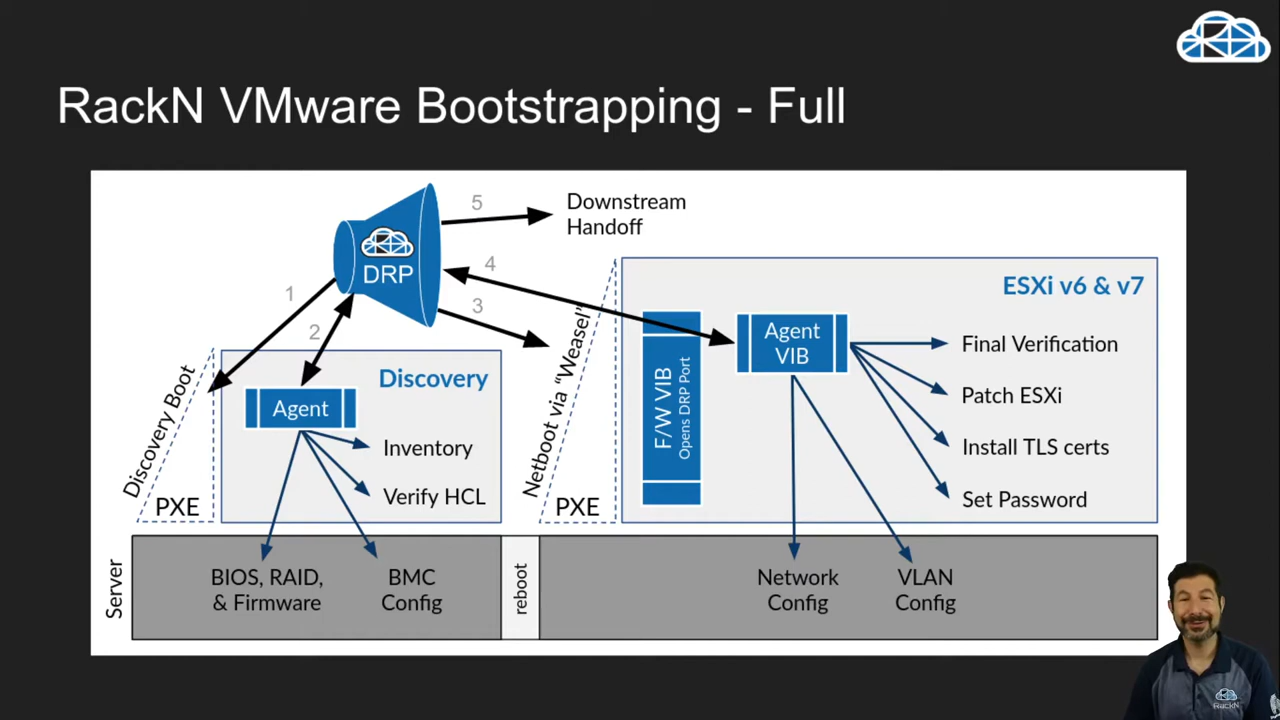 RackN VMware Bootstrapping - Full
5
Downstream
Handoff
DRP
4
1
3
2
ESXi v6 & v7
Discovery Boot
PXE
Discovery
Agent
Inventory
Verify HCL
Netboot via "Weasel"
PXE
F/W VIB
Opens DRP Port
Agent
VIB
Final Verification
Patch ESXi
Install TLS certs
Set Password
Server
BIOS, RAID,
& Firmware
BMC
Config
reboot
Network
Config
VLAN
Config
RackN